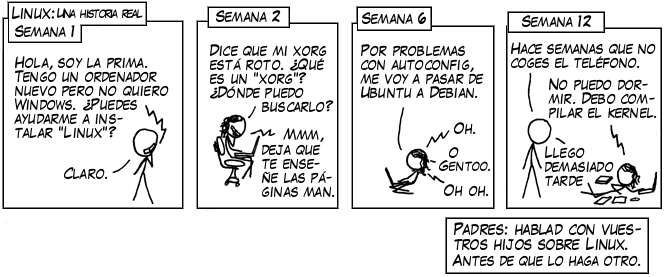 LINUX: UNA HISTORIA REAL
SEMANA 1
HOLA, SOY LA PRIMA.
TENGO UN ORDENADOR
NUEVO PERO NO QUIERO
WINDOWS. ¿PUEDES
AYUDARME A INS-
TALAR "LINUX"?
CLARO.
SEMANA 2
DICE QUE MI XORG
ESTÁ ROTO. ¿QUÉ
ES UN "XORG"?
¿DÓNDE PUEDO
BUSCARLO?
MMM,
DEJA QUE
TE ENSE-
ÑE LAS PÁ-
GINAS MAN.
SEMANA 6
POR PROBLEMAS
CON AUTOCONFIG,
ME VOY A PASAR DE
UBUNTU A DEBIAN.
OH.
O
GENTOO.
OH OH.
SEMANA 12
HACE SEMANAS QUE NO
COGES EL TELÉFONO.
NO PUEDO DOR-
MIR. DEBO COM-
PILAR EL KERNEL.
LLEGO
DEMASIADO
TARDE
PADRES: HABLAD CON VUES-
TROS HIJOS SOBRE LINUX.
ANTES DE QUE LO HAGA OTRO.